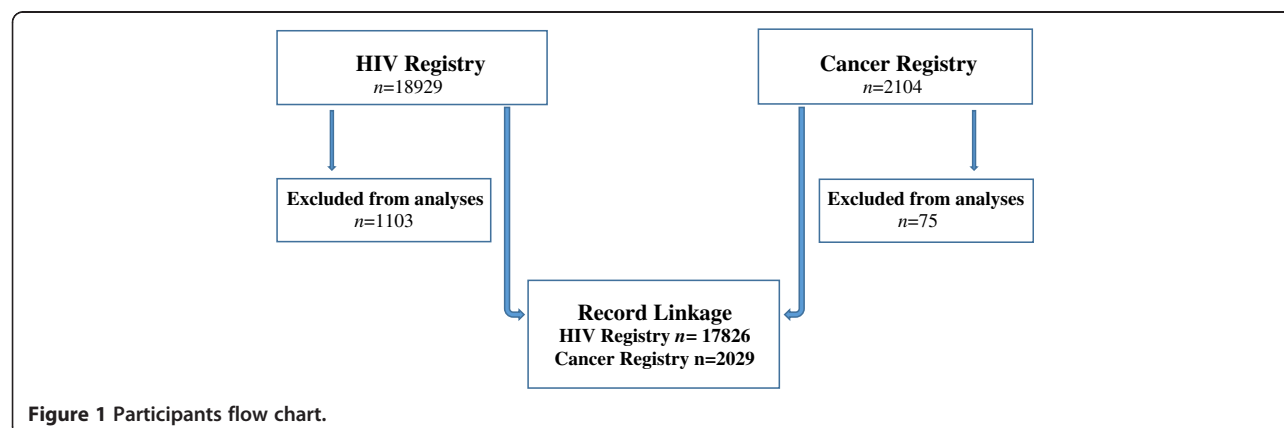 HIV Registry
n=18929
Cancer Registry
n=2104
Excluded from analyses
n=1103
Excluded from analyses
n=75
Record Linkage
HIV Registry n= 17826
Cancer Registry n=2029
Figure 1 Participants flow chart.